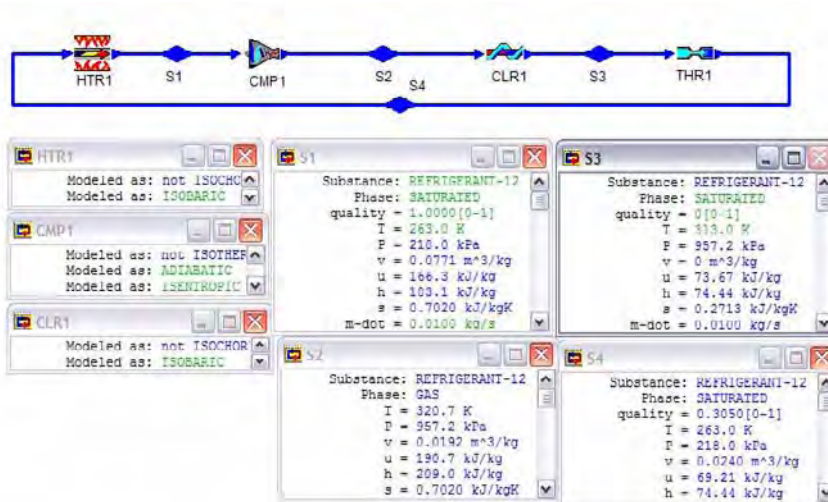 HTR1
S1
CMP1
S2
S4
CLR1
S3
THR1
HTR1
Modeled as: not ISOCHO
Modeled as: ISOBARIC
CMP1
Modeled as: not ISOTHER
Modeled as: ADIABATIC
Modeled as: ISENTROPIC
CLR1
Modeled as: not ISOCHOR
Modeled as: ISOBARIC
S1
Substance: REFRIGERANT-12
Phase: SATURATED
quality = 1.0000[0-1]
T = 263.0 K
P = 218.0 kPa
v = 0.0771 m^3/kg
u = 166.3 kJ/kg
h = 183.1 kJ/kg
s = 0.7020 kJ/kgK
m-dot = 0.0100 kg/s
S3
Substance: REFRIGERANT-12
Phase: SATURATED
quality = 0[0-1]
T = 313.0 K
P = 957.2 kPa
v = 0 m^3/kg
u = 73.67 kJ/kg
h = 74.44 kJ/kg
s = 0.2713 kJ/kgK
m-dot = 0.0100 kg/s
S2
Substance: REFRIGERANT-12
Phase: GAS
T = 320.7 K
P = 957.2 kPa
v = 0.0192 m^3/kg
u = 190.7 kJ/kg
h = 209.0 kJ/kg
s = 0.7020 kJ/kgK
S4
Substance: REFRIGERANT-12
Phase: SATURATED
quality = 0.3050[0-1]
T = 263.0 K
P = 218.0 kPa
v = 0.0240 m^3/kg
u = 69.21 kJ/kg
h = 74.44 kJ/kg